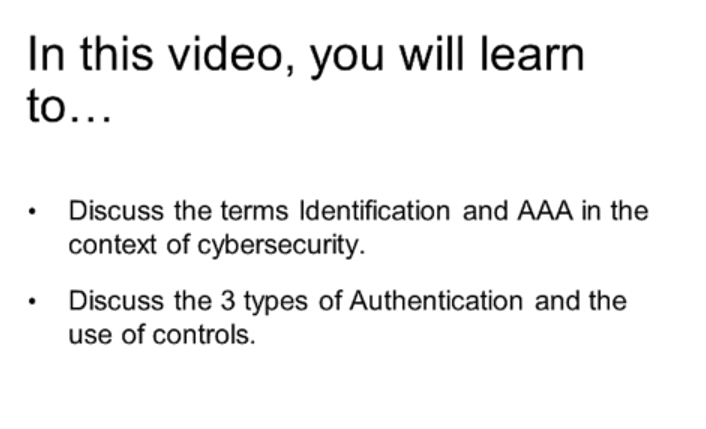 In this video, you will learn
to…
• Discuss the terms Identification and AAA in the
context of cybersecurity.
• Discuss the 3 types of Authentication and the
use of controls.